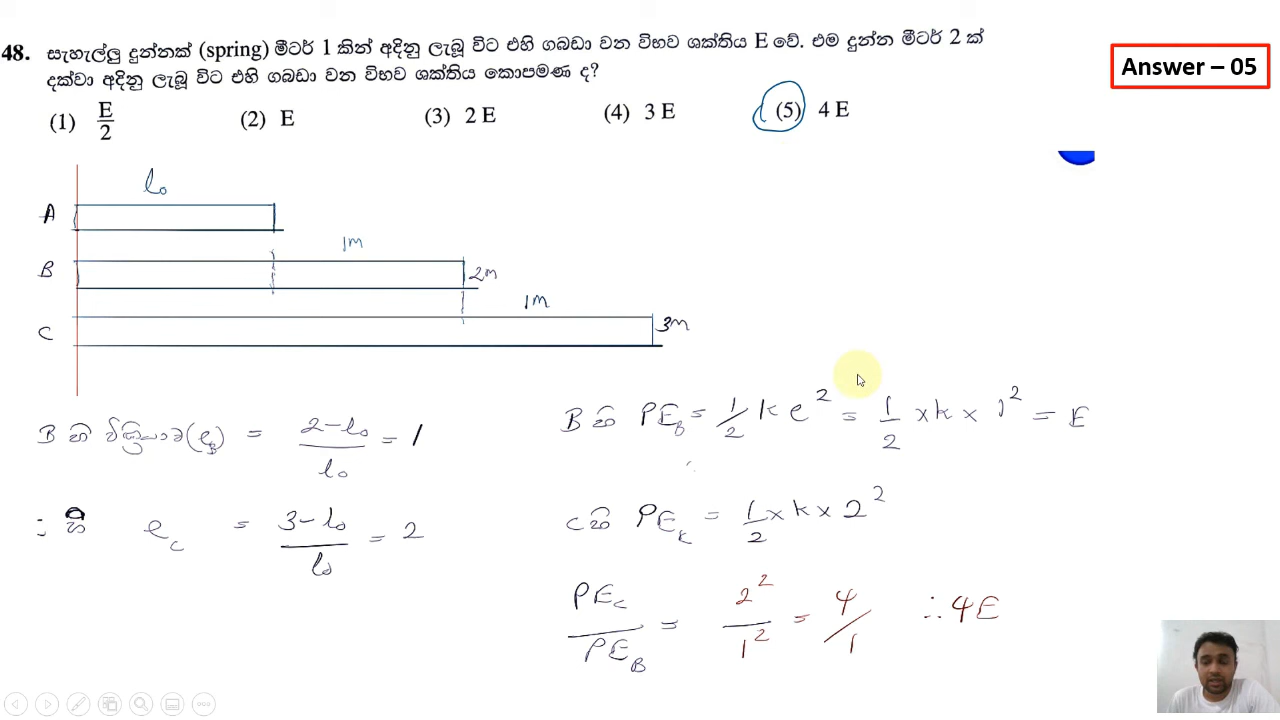 48. සැහැල්ලු දුන්නක් (spring) මීටර් 1 කින් අදිනු ලැබූ විට එහි ගබඩා වන විභව ශක්තිය E වේ. එම දුන්න මීටර් 2 ක්
දක්වා අදිනු ලැබූ විට එහි ගබඩා වන විභව ශක්තිය කොපමණ ද?
Answer – 05
(1) E/2 (2) E (3) 2 E (4) 3 E (5) 4 E
l₀
A
1m
B 2m
1m
C 3m
B හි PE_B = 1/2 k e² = 1/2 × k × 1² = E
B හි (e_B) = (2 – l₀)/l₀ = 1
C හි PE = 1/2 × k × 2²
∴ හි e_C = (3 – l₀)/l₀ = 2
PE_C/PE_B = 2²/1² = 4/1 ∴ 4E